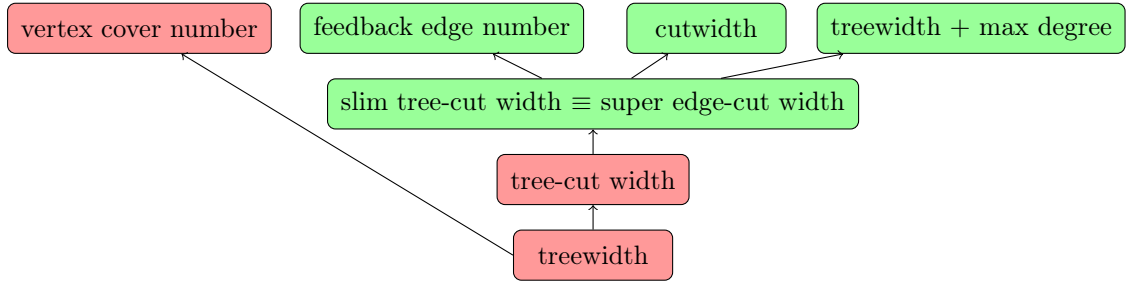 vertex cover number
feedback edge number
cutwidth
treewidth + max degree
slim tree-cut width ≡ super edge-cut width
tree-cut width
treewidth